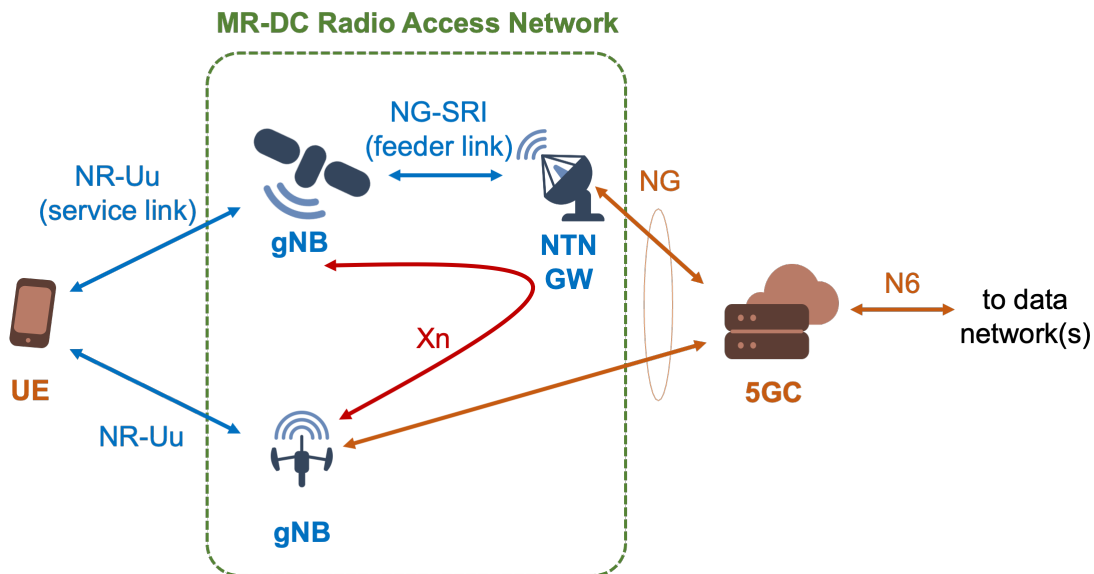 MR-DC Radio Access Network
NG-SRI
(feeder link)
NR-Uu
(service link)
gNB
NTN
GW
NG
N6
to data
network(s)
UE
Xn
5GC
NR-Uu
gNB